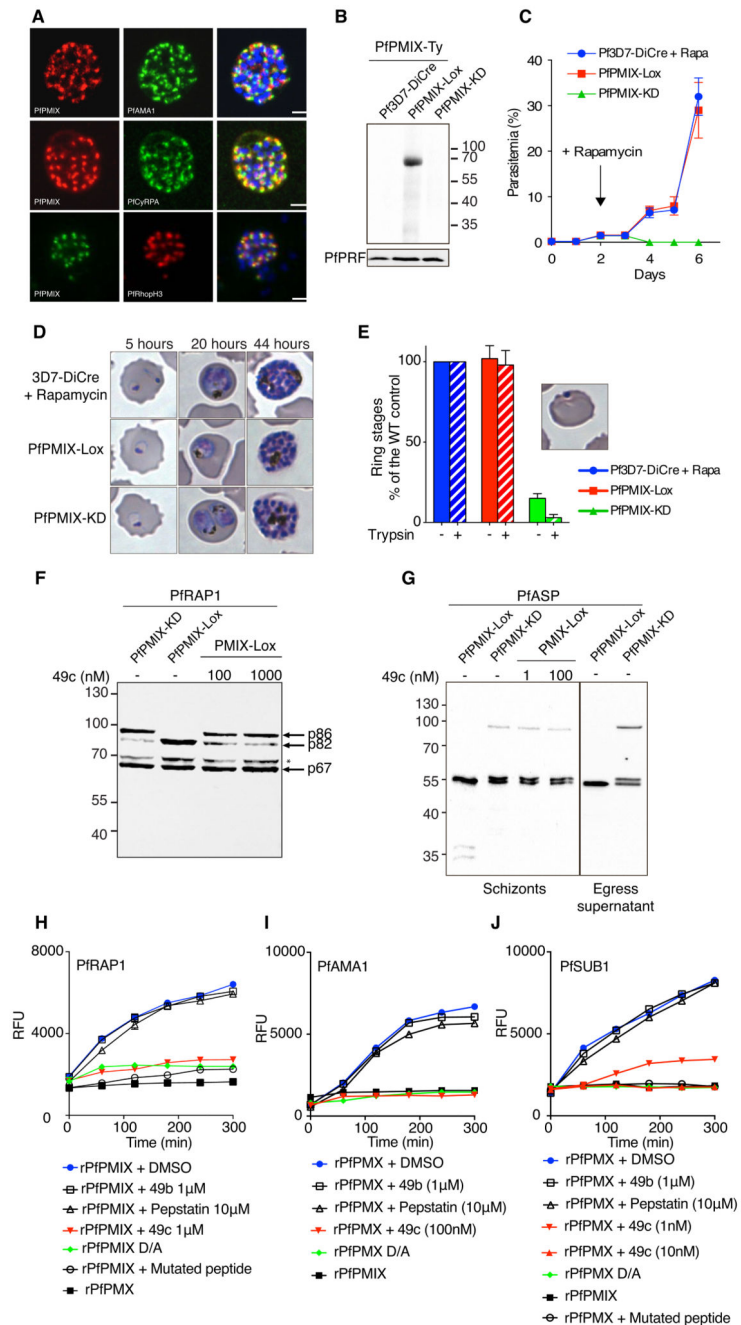 A
PfPMIX PfAMA1
PfPMIX PfCyRPA
PfPMIX PfRhopH3
B
PfPMIX-Ty
Pf3D7-DiCre
PfPMIX-Lox
PfPMIX-KD
100
70
55
40
35
PfPRF
C
Pf3D7-DiCre + Rapa
PfPMIX-Lox
PfPMIX-KD
Parasitemia (%)
40
30
20
10
0
+ Rapamycin
0 2 4 6
Days
D
5 hours 20 hours 44 hours
3D7-DiCre
+ Rapamycin
PfPMIX-Lox
PfPMIX-KD
E
Ring stages
% of the WT control
100
50
0
Trypsin - + - + - +
Pf3D7-DiCre + Rapa
PfPMIX-Lox
PfPMIX-KD
F
PfRAP1
PfPMIX-KD
PfPMIX-Lox
PMIX-Lox
49c (nM) - - 100 1000
130
100
70
55
40
p86
p82
*
p67
G
PfASP
PfPMIX-Lox
PfPMIX-KD
PMIX-Lox
PfPMIX-Lox
PfPMIX-KD
49c (nM) - - 1 100 - -
130
100
70
55
40
35
Schizonts
Egress
supernatant
H
PfRAP1
RFU
8000
4000
0
0 100 200 300
Time (min)
rPfPMIX + DMSO
rPfPMIX + 49b 1µM
rPfPMIX + Pepstatin 10µM
rPfPMIX + 49c 1µM
rPfPMIX D/A
rPfPMIX + Mutated peptide
rPfPMX
I
PfAMA1
RFU
10000
5000
0
0 100 200 300
Time (min)
rPfPMX + DMSO
rPfPMX + 49b (1µM)
rPfPMX + Pepstatin (10µM)
rPfPMX + 49c (100nM)
rPfPMX D/A
rPfPMIX
J
PfSUB1
RFU
10000
5000
0
0 100 200 300
Time (min)
rPfPMX + DMSO
rPfPMX + 49b (1µM)
rPfPMX + Pepstatin (10µM)
rPfPMX + 49c (1nM)
rPfPMX + 49c (10nM)
rPfPMX D/A
rPfPMIX
rPfPMX + Mutated peptide